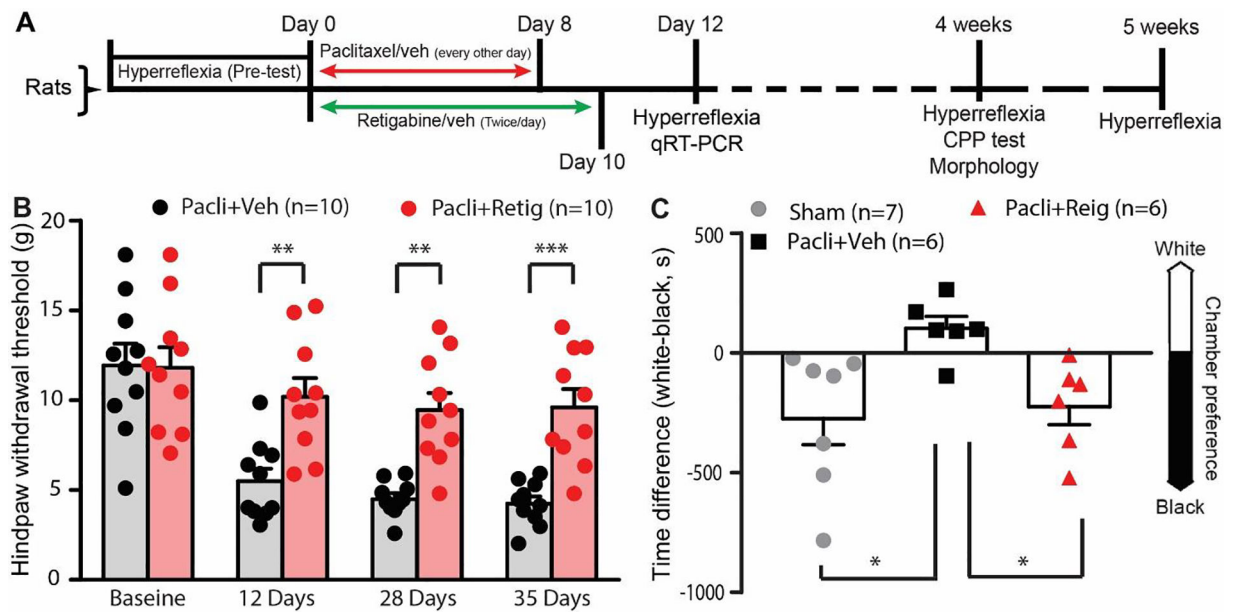 A
Day 0
Day 8
Day 12
4 weeks
5 weeks
Paclitaxel/veh (every other day)
Hyperreflexia (Pre-test)
Rats
Retigabine/veh (Twice/day)
Hyperreflexia
qRT-PCR
Hyperreflexia
CPP test
Morphology
Hyperreflexia
Day 10
B
Pacli+Veh (n=10)
Pacli+Retig (n=10)
Hindpaw withdrawal threshold (g)
20
15
10
5
0
**
**
***
Baseline
12 Days
28 Days
35 Days
C
Sham (n=7)
Pacli+Reig (n=6)
Pacli+Veh (n=6)
Time difference (white-black, s)
500
0
-500
-1000
*
*
White
Chamber preference
Black